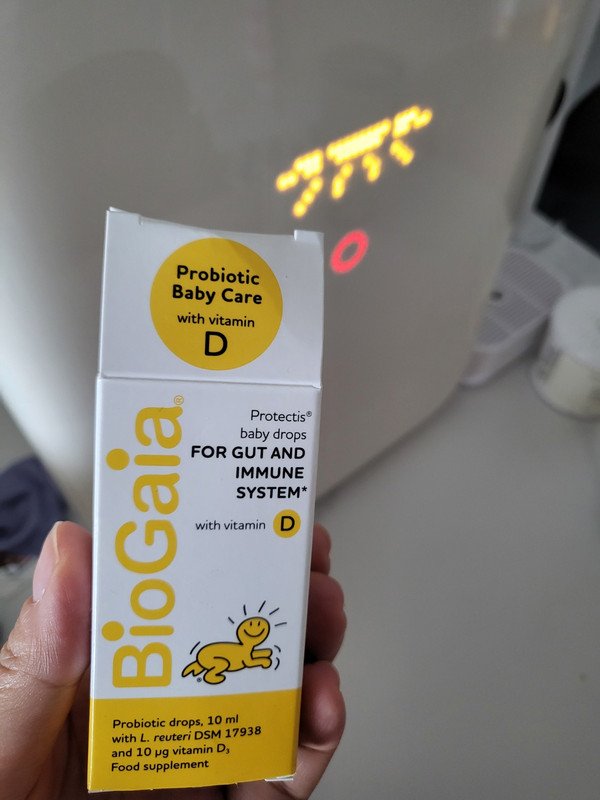 Probiotic
Baby Care
with vitamin
D
BioGaia®
Protectis®
baby drops
FOR GUT AND
IMMUNE
SYSTEM*
with vitamin D
Probiotic drops, 10 ml
with L. reuteri DSM 17938
and 10 µg vitamin D₃
Food supplement